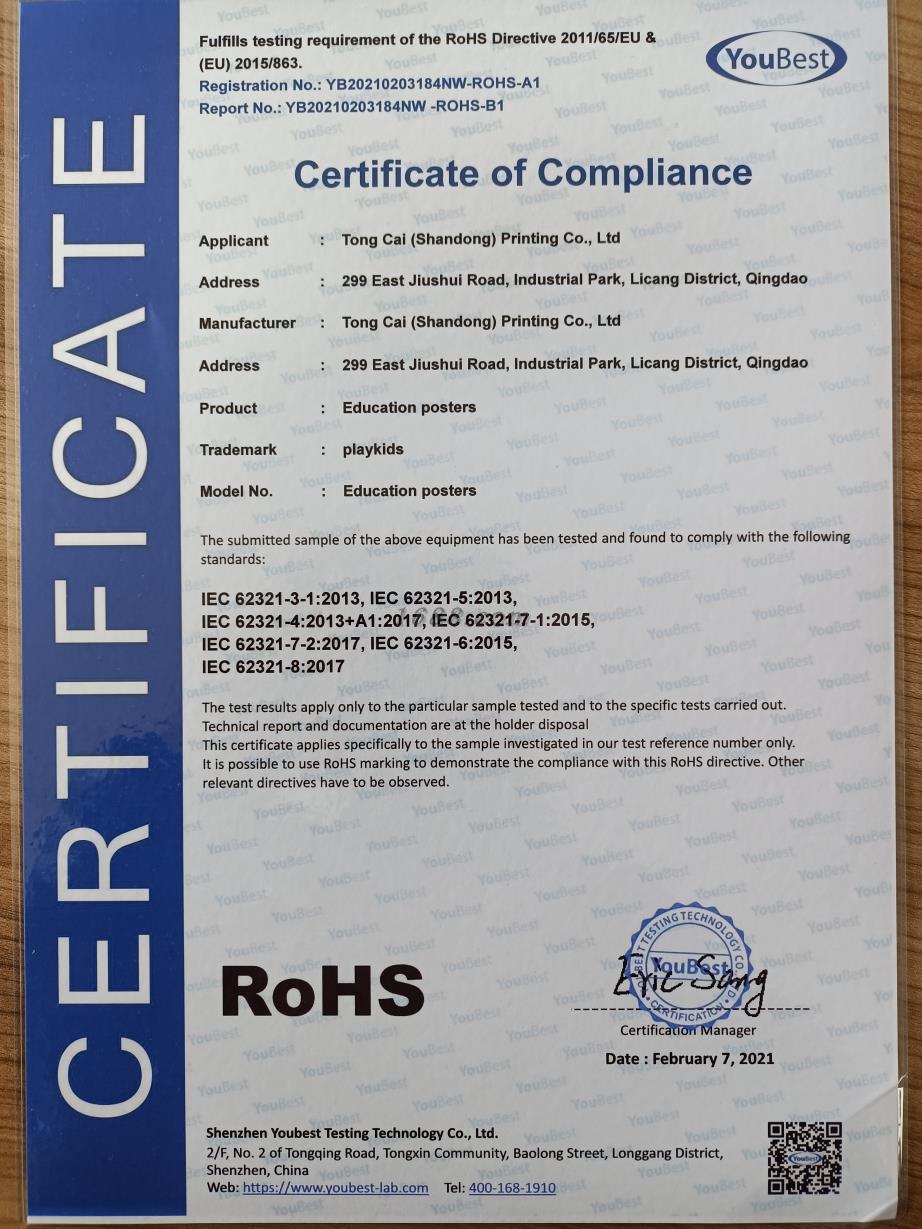 Fulfills testing requirement of the RoHS Directive 2011/65/EU &
(EU) 2015/863.
Registration No.: YB20210203184NW-ROHS-A1
Report No.: YB20210203184NW -ROHS-B1
YouBest
CERTIFICATE
Certificate of Compliance
Applicant : Tong Cai (Shandong) Printing Co., Ltd
Address : 299 East Jiushui Road, Industrial Park, Licang District, Qingdao
Manufacturer : Tong Cai (Shandong) Printing Co., Ltd
Address : 299 East Jiushui Road, Industrial Park, Licang District, Qingdao
Product : Education posters
Trademark : playkids
Model No. : Education posters
The submitted sample of the above equipment has been tested and found to comply with the following
standards:
IEC 62321-3-1:2013, IEC 62321-5:2013,
IEC 62321-4:2013+A1:2017, IEC 62321-7-1:2015,
IEC 62321-7-2:2017, IEC 62321-6:2015,
IEC 62321-8:2017
The test results apply only to the particular sample tested and to the specific tests carried out.
Technical report and documentation are at the holder disposal
This certificate applies specifically to the sample investigated in our test reference number only.
It is possible to use RoHS marking to demonstrate the compliance with this RoHS directive. Other
relevant directives have to be observed.
RoHS
TESTING TECHNOLOGY CO
YouBest
CERTIFICATION
Eric Sang
Certification Manager
Date : February 7, 2021
Shenzhen Youbest Testing Technology Co., Ltd.
2/F, No. 2 of Tongqing Road, Tongxin Community, Baolong Street, Longgang District,
Shenzhen, China
Web: https://www.youbest-lab.com Tel: 400-168-1910
YouBest